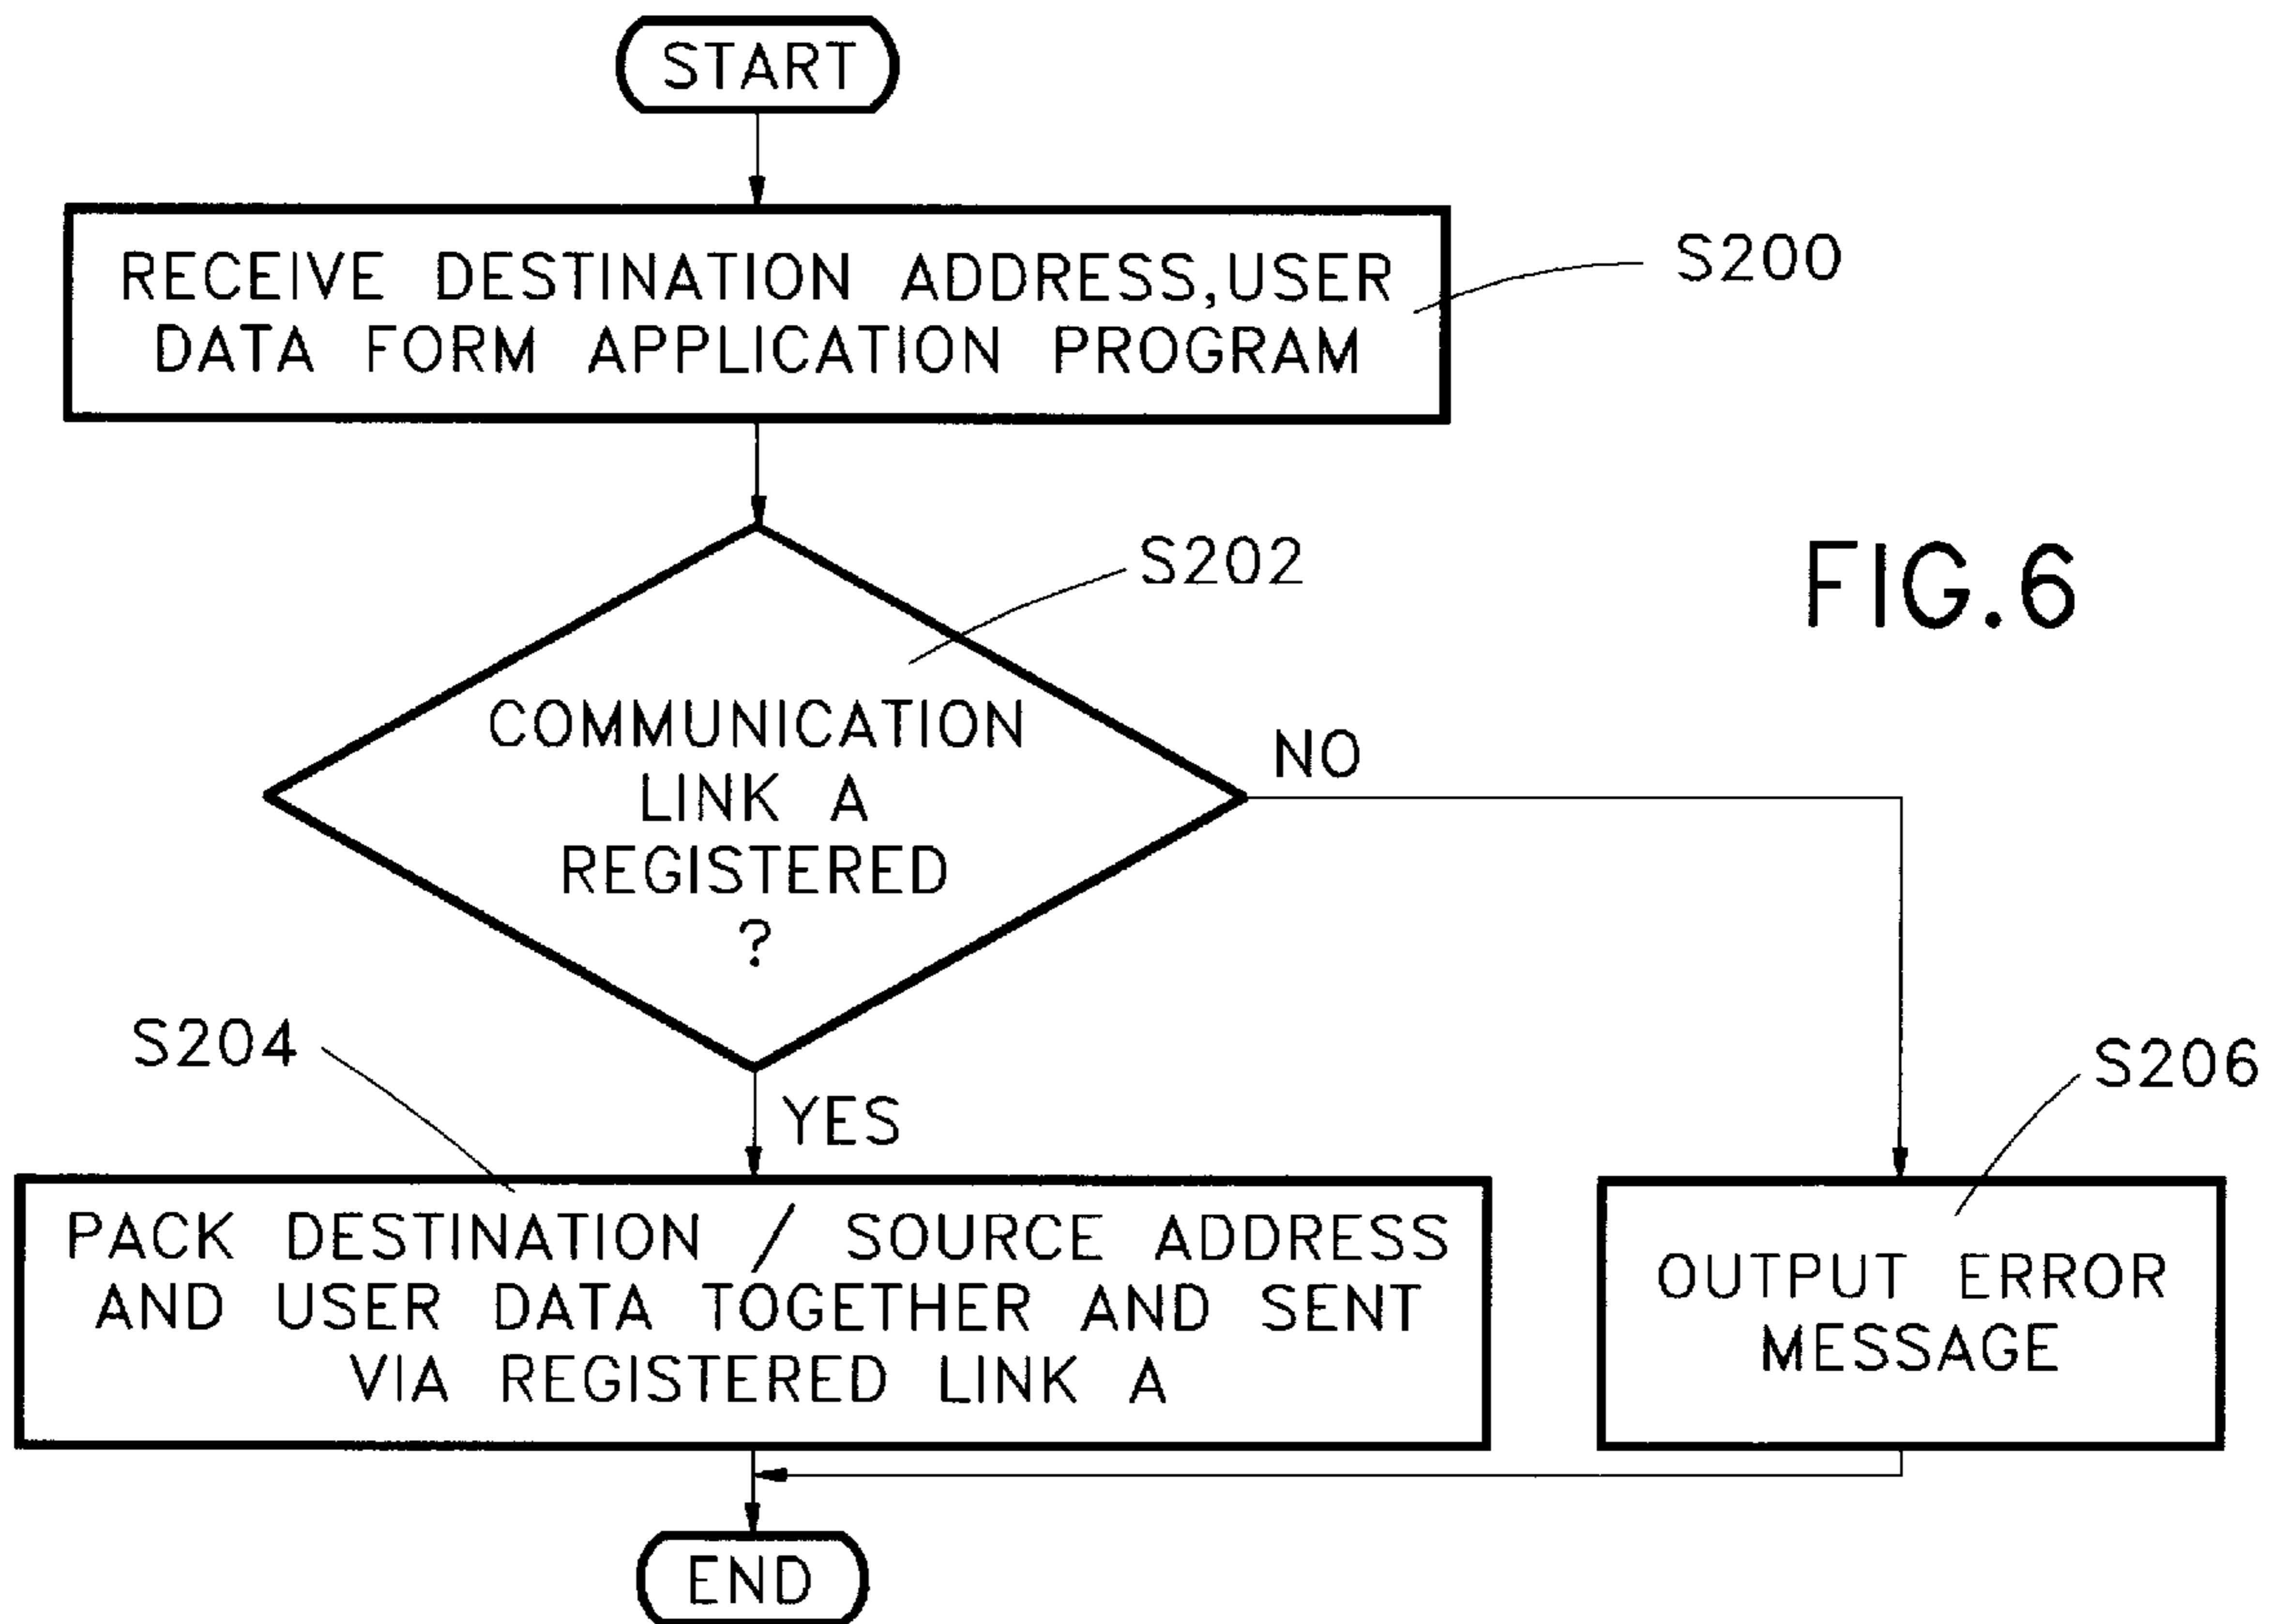 START
RECEIVE DESTINATION ADDRESS,USER
DATA FORM APPLICATION PROGRAM
S200
S202
FIG.6
COMMUNICATION
LINK A
REGISTERED
?
NO
S204
YES
S206
PACK DESTINATION / SOURCE ADDRESS
AND USER DATA TOGETHER AND SENT
VIA REGISTERED LINK A
OUTPUT ERROR
MESSAGE
END